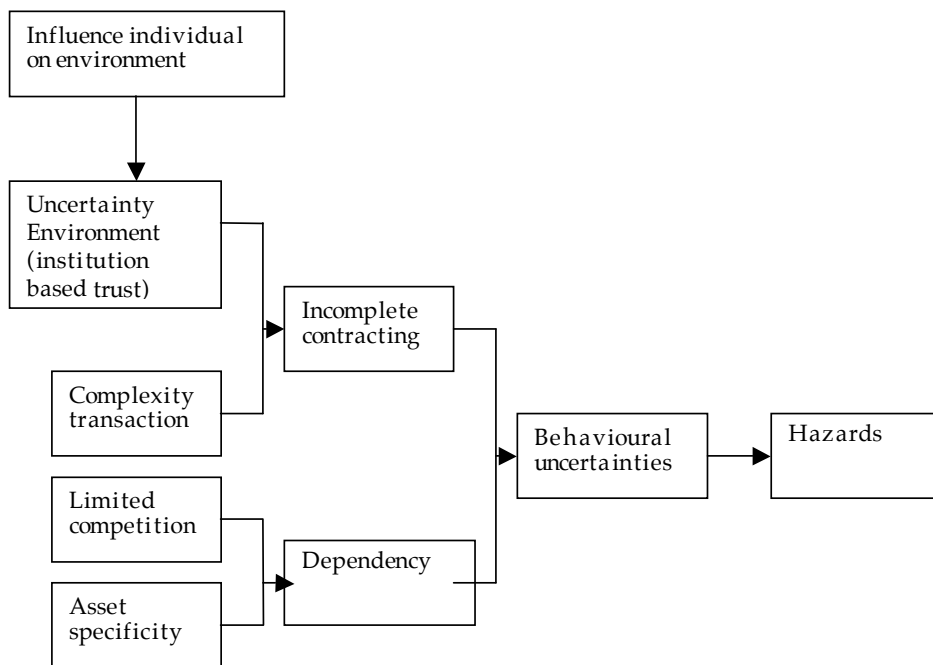 Influence individual
on environment
Uncertainty
Environment
(institution
based trust)
Incomplete
contracting
Complexity
transaction
Behavioural
uncertainties
Hazards
Limited
competition
Dependency
Asset
specificity